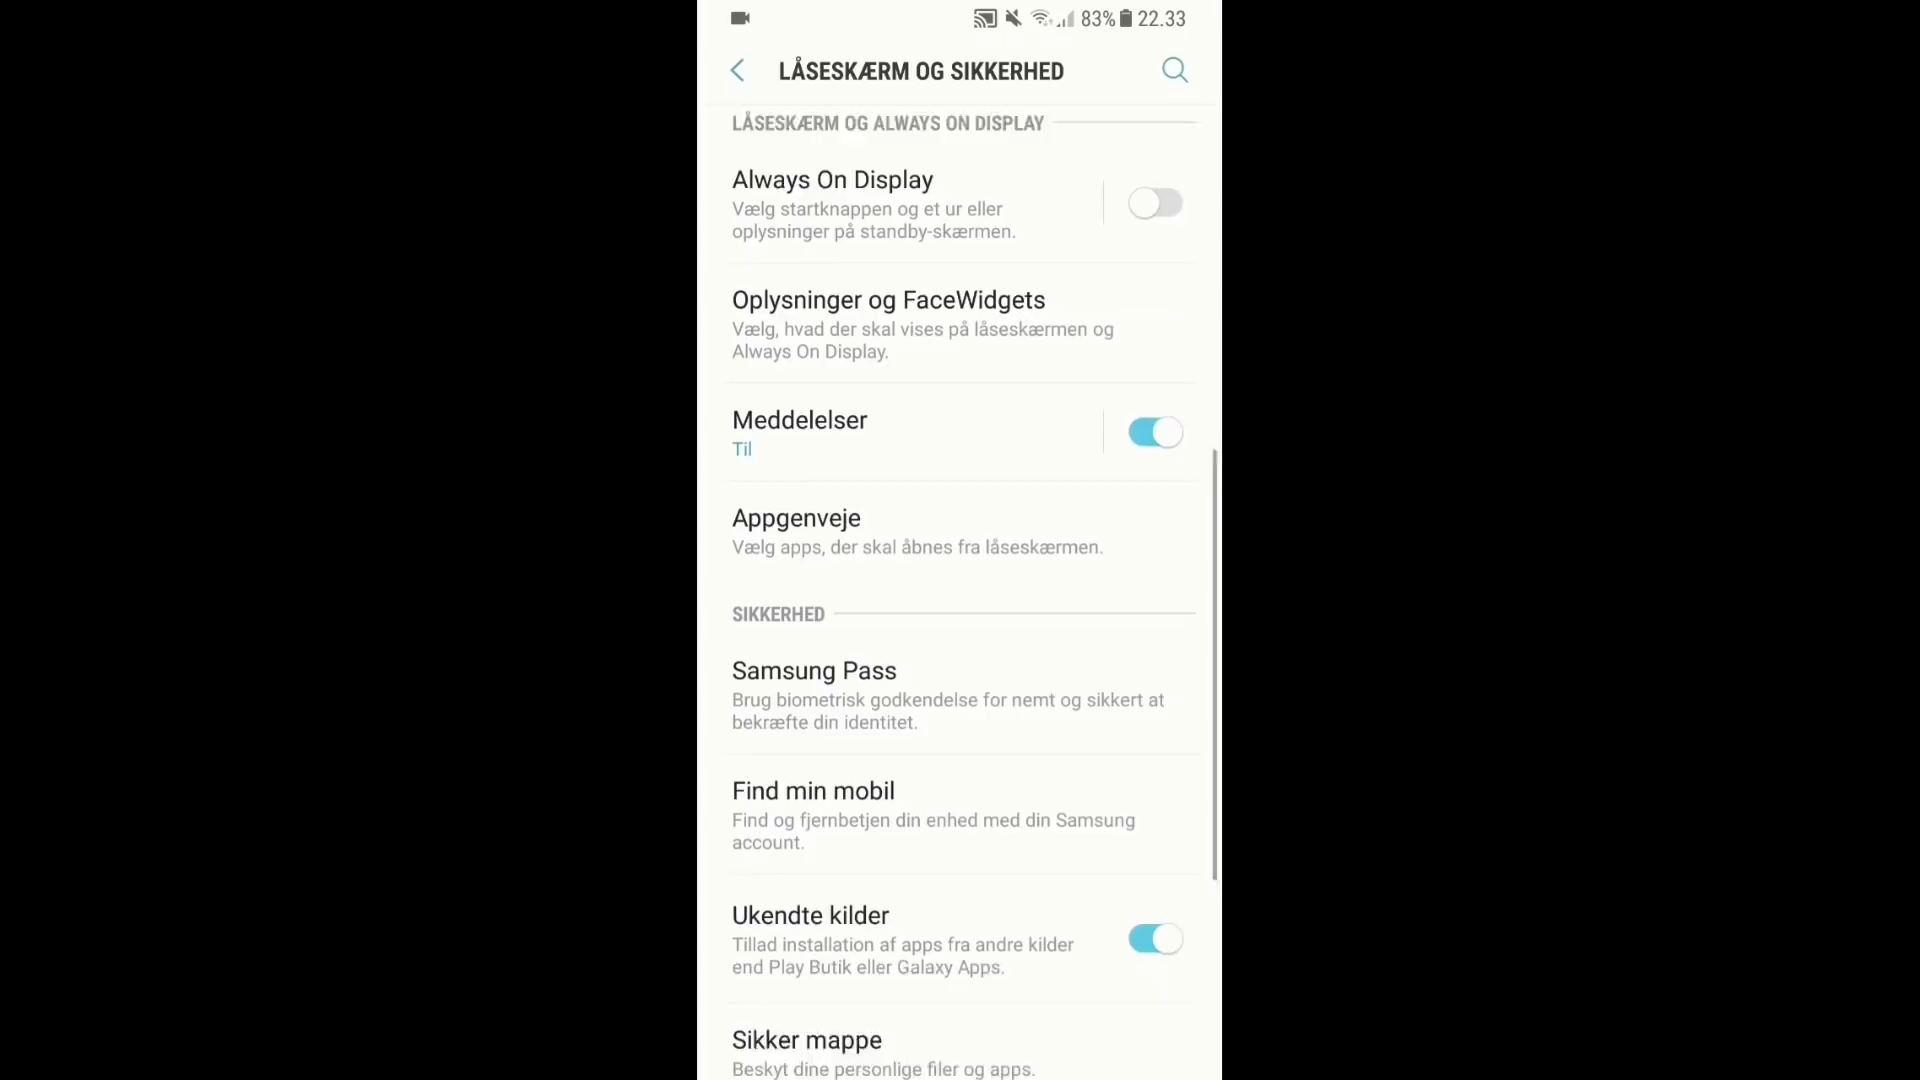 83% 22.33
LÅSESKÆRM OG SIKKERHED
LÅSESKÆRM OG ALWAYS ON DISPLAY
Always On Display
Vælg startknappen og et ur eller
oplysninger på standby-skærmen.
Oplysninger og FaceWidgets
Vælg, hvad der skal vises på låseskærmen og
Always On Display.
Meddelelser
Til
Appgenveje
Vælg apps, der skal åbnes fra låseskærmen.
SIKKERHED
Samsung Pass
Brug biometrisk godkendelse for nemt og sikkert at
bekræfte din identitet.
Find min mobil
Find og fjernbetjen din enhed med din Samsung
account.
Ukendte kilder
Tillad installation af apps fra andre kilder
end Play Butik eller Galaxy Apps.
Sikker mappe
Beskyt dine personlige filer og apps.